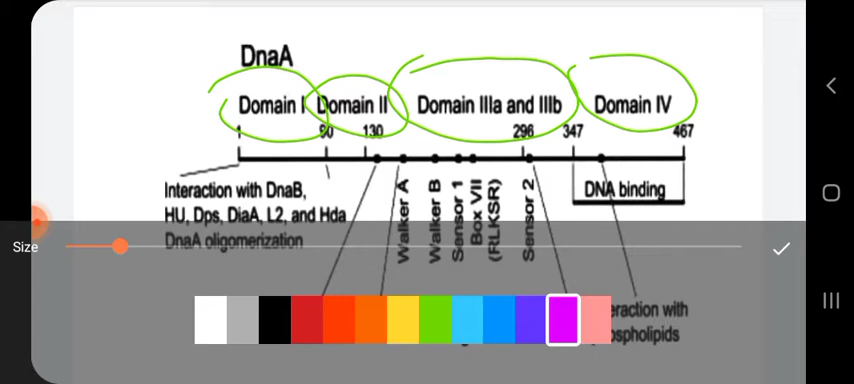 DnaA
Domain I Domain II Domain IIIa and IIIb Domain IV
1 90 130 296 347 467
Interaction with DnaB,
HU, Dps, DiaA, L2, and Hda
DnaA oligomerization
Walker A
Walker B
Sensor 1
Box VII
(RLKSR)
Sensor 2
DNA binding
Size
with